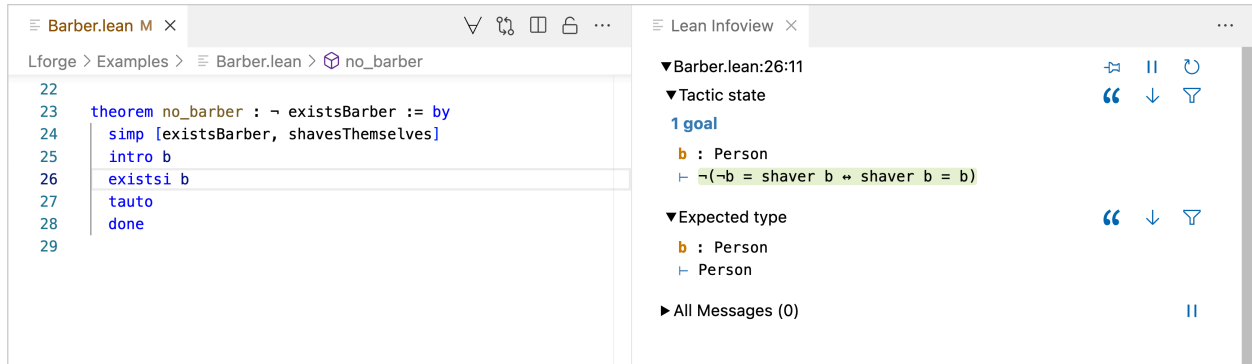 Barber.lean M
Lforge > Examples > Barber.lean > no_barber
22
23 theorem no_barber : ¬ existsBarber := by
24 simp [existsBarber, shavesThemselves]
25 intro b
26 existsi b
27 tauto
28 done
29
Lean Infoview
Barber.lean:26:11
Tactic state
1 goal
b : Person
⊢ ¬(¬b = shaver b ↔ shaver b = b)
Expected type
b : Person
⊢ Person
All Messages (0)